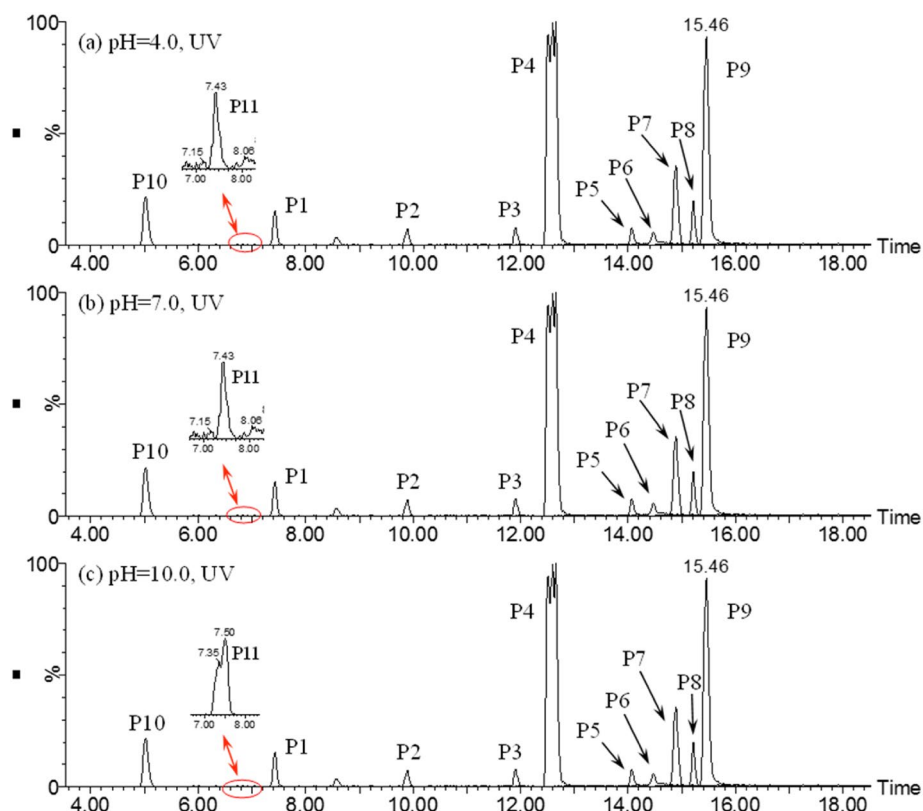 100
(a) pH=4.0, UV
15.46
P4
P9
7.43
P11
%
7.15
8.06
7.00
8.00
P7
P8
P10
P6
P1
P5
P2
P3
0
Time
4.00 6.00 8.00 10.00 12.00 14.00 16.00 18.00
100
(b) pH=7.0, UV
15.46
P4
P9
7.43
P11
%
7.15
8.06
7.00
8.00
P7
P8
P10
P6
P5
P1
P2
P3
0
Time
4.00 6.00 8.00 10.00 12.00 14.00 16.00 18.00
100
(c) pH=10.0, UV
15.46
P4
P9
7.50
7.35
P11
%
7.00
8.00
P7
P8
P10
P6
P5
P1
P2
P3
0
Time
4.00 6.00 8.00 10.00 12.00 14.00 16.00 18.00